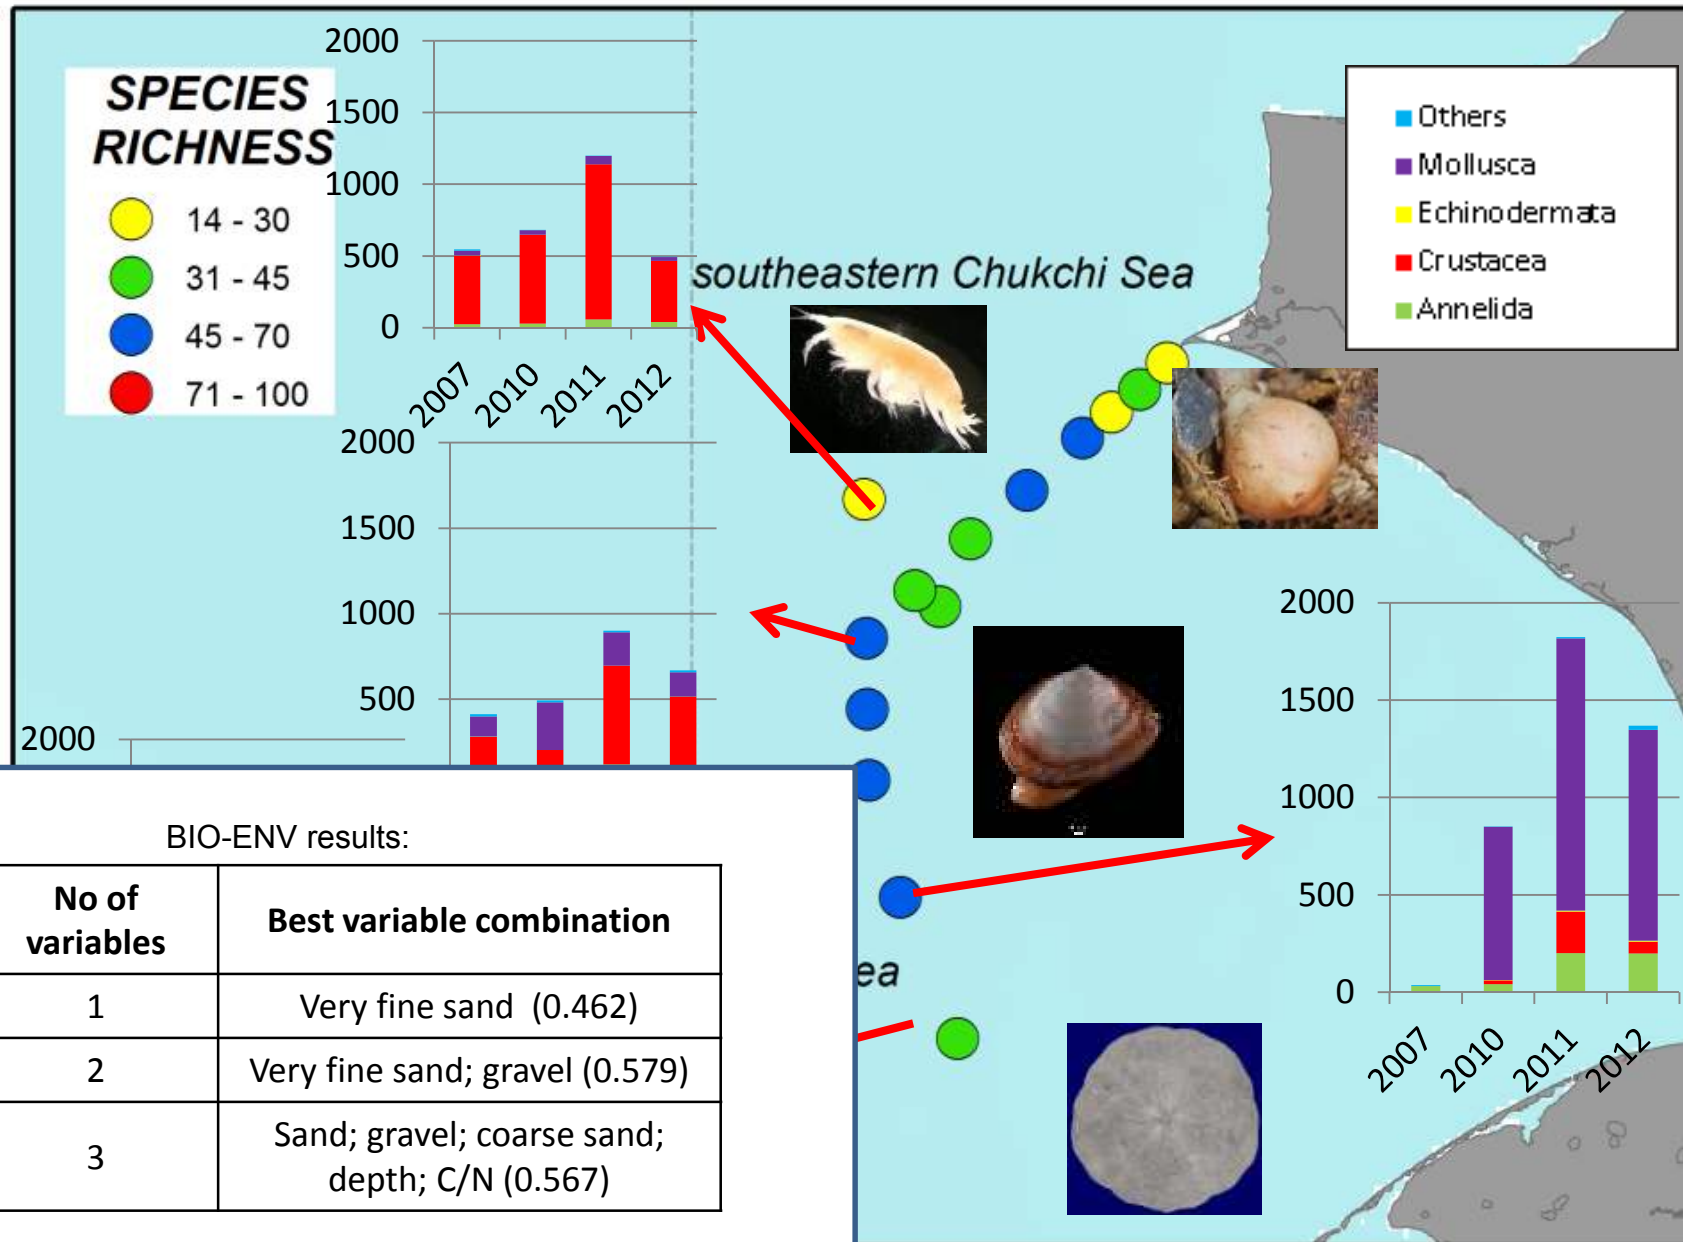 SPECIES
RICHNESS
14 - 30
31 - 45
45 - 70
71 - 100
2000
1500
1000
500
0
2007
2010
2011
2012
southeastern Chukchi Sea
Others
Mollusca
Echinodermata
Crustacea
Annelida
2000
1500
1000
500
2000
2000
1500
1000
500
0
2007
2010
2011
2012
ea
BIO-ENV results:
No of
variables
Best variable combination
1
Very fine sand (0.462)
2
Very fine sand; gravel (0.579)
3
Sand; gravel; coarse sand;
depth; C/N (0.567)